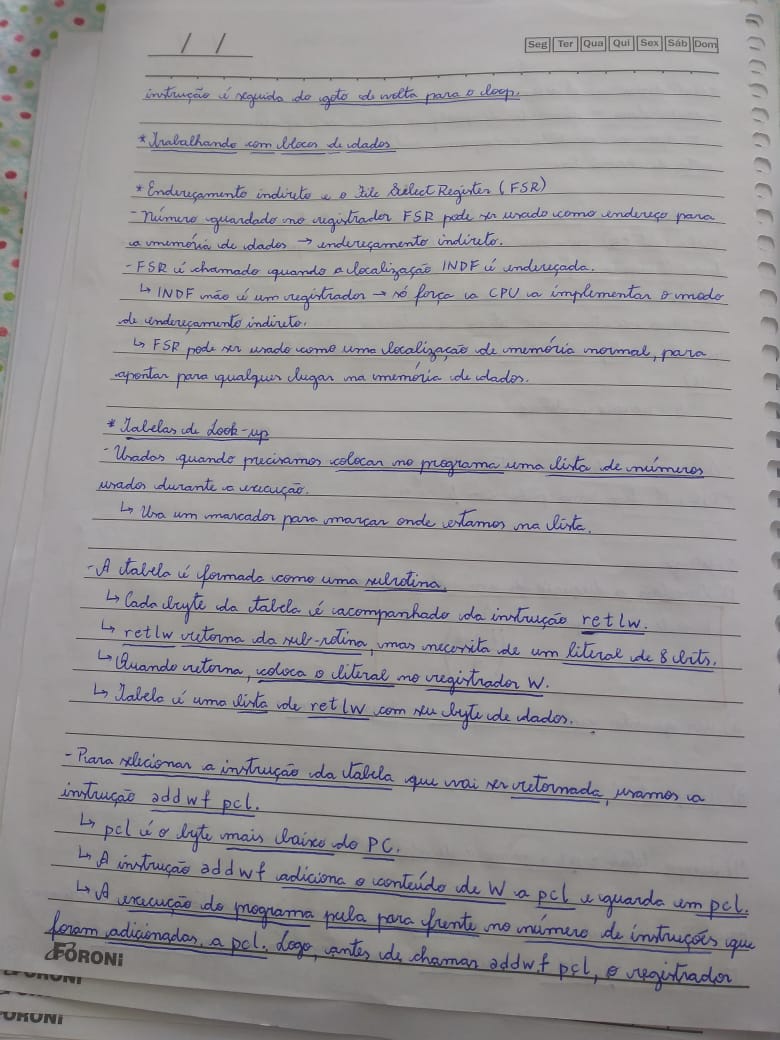 / /
Seg Ter Qua Qui Sex Sáb Dom
instrução é seguida do goto de volta para o loop.
* Trabalhando com blocos de dados
* Endereçamento indireto e o File Select Register (FSR)
- Número guardado no registrador FSR pode ser usado como endereço para
a memória de dados → endereçamento indireto.
- FSR é chamado quando a localização INDF é endereçada.
↳ INDF não é um registrador → só força a CPU a implementar o modo
de endereçamento indireto.
↳ FSR pode ser usado como uma localização de memória normal, para
apontar para qualquer lugar na memória de dados.
* Tabelas de Look-up
- Usadas quando precisamos colocar no programa uma lista de números
usados durante a execução.
↳ Usa um marcador para marcar onde estamos na lista.
- A tabela é formada como uma subrotina.
↳ Cada byte da tabela é acompanhado da instrução retlw.
↳ retlw retorna da sub-rotina, mas necessita de um literal de 8 bits.
↳ Quando retorna, coloca o literal no registrador W.
↳ Tabela é uma lista de retlw com seu byte de dados.
- Para selecionar a instrução da tabela que vai ser retornada, usamos a
instrução addwf pcl.
↳ pcl é o byte mais baixo do PC.
↳ A instrução addwf adiciona o conteúdo de W a pcl e guarda em pcl.
↳ A execução do programa pula para frente no número de instruções que
foram adicionadas a pcl. Logo, antes de chamar addwf pcl, o registrador
FORONI
FORONI
FORONI